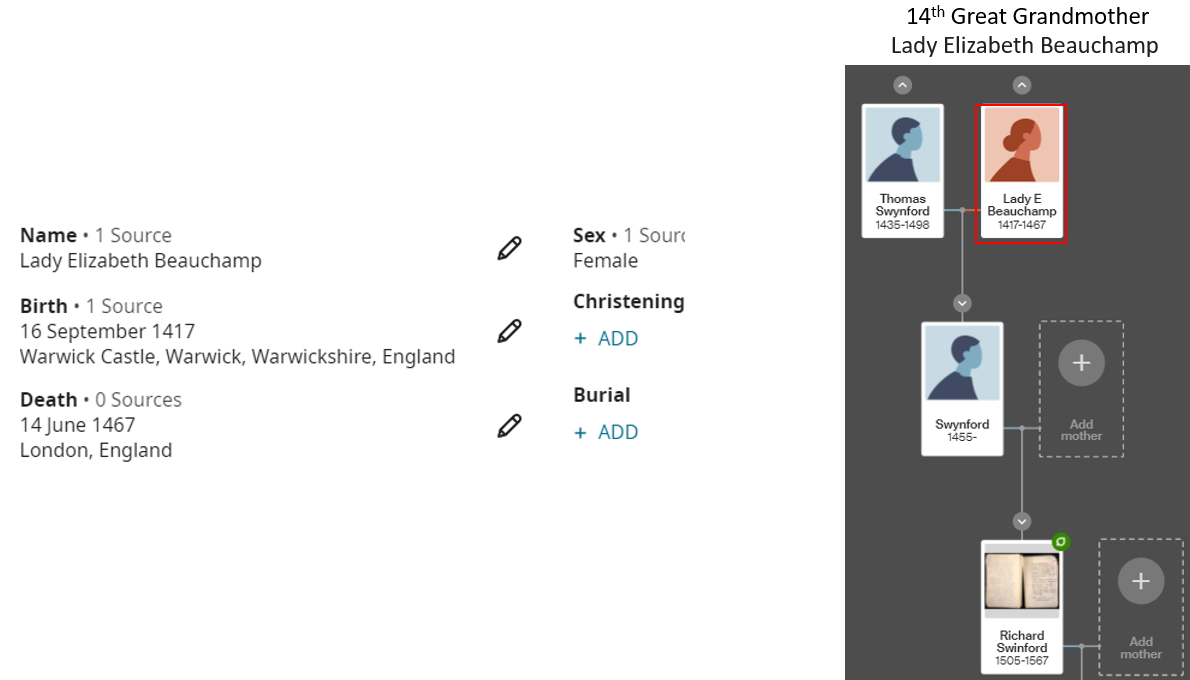 14th Great Grandmother
Lady Elizabeth Beauchamp
Name • 1 Source
Lady Elizabeth Beauchamp
Birth • 1 Source
16 September 1417
Warwick Castle, Warwick, Warwickshire, England
Death • 0 Sources
14 June 1467
London, England
Sex • 1 Sourc
Female
Christening
+ ADD
Burial
+ ADD
Thomas
Swynford
1435-1498
Lady E
Beauchamp
1417-1467
Swynford
1455-
Add
mother
Richard
Swinford
1505-1567
Add
mother